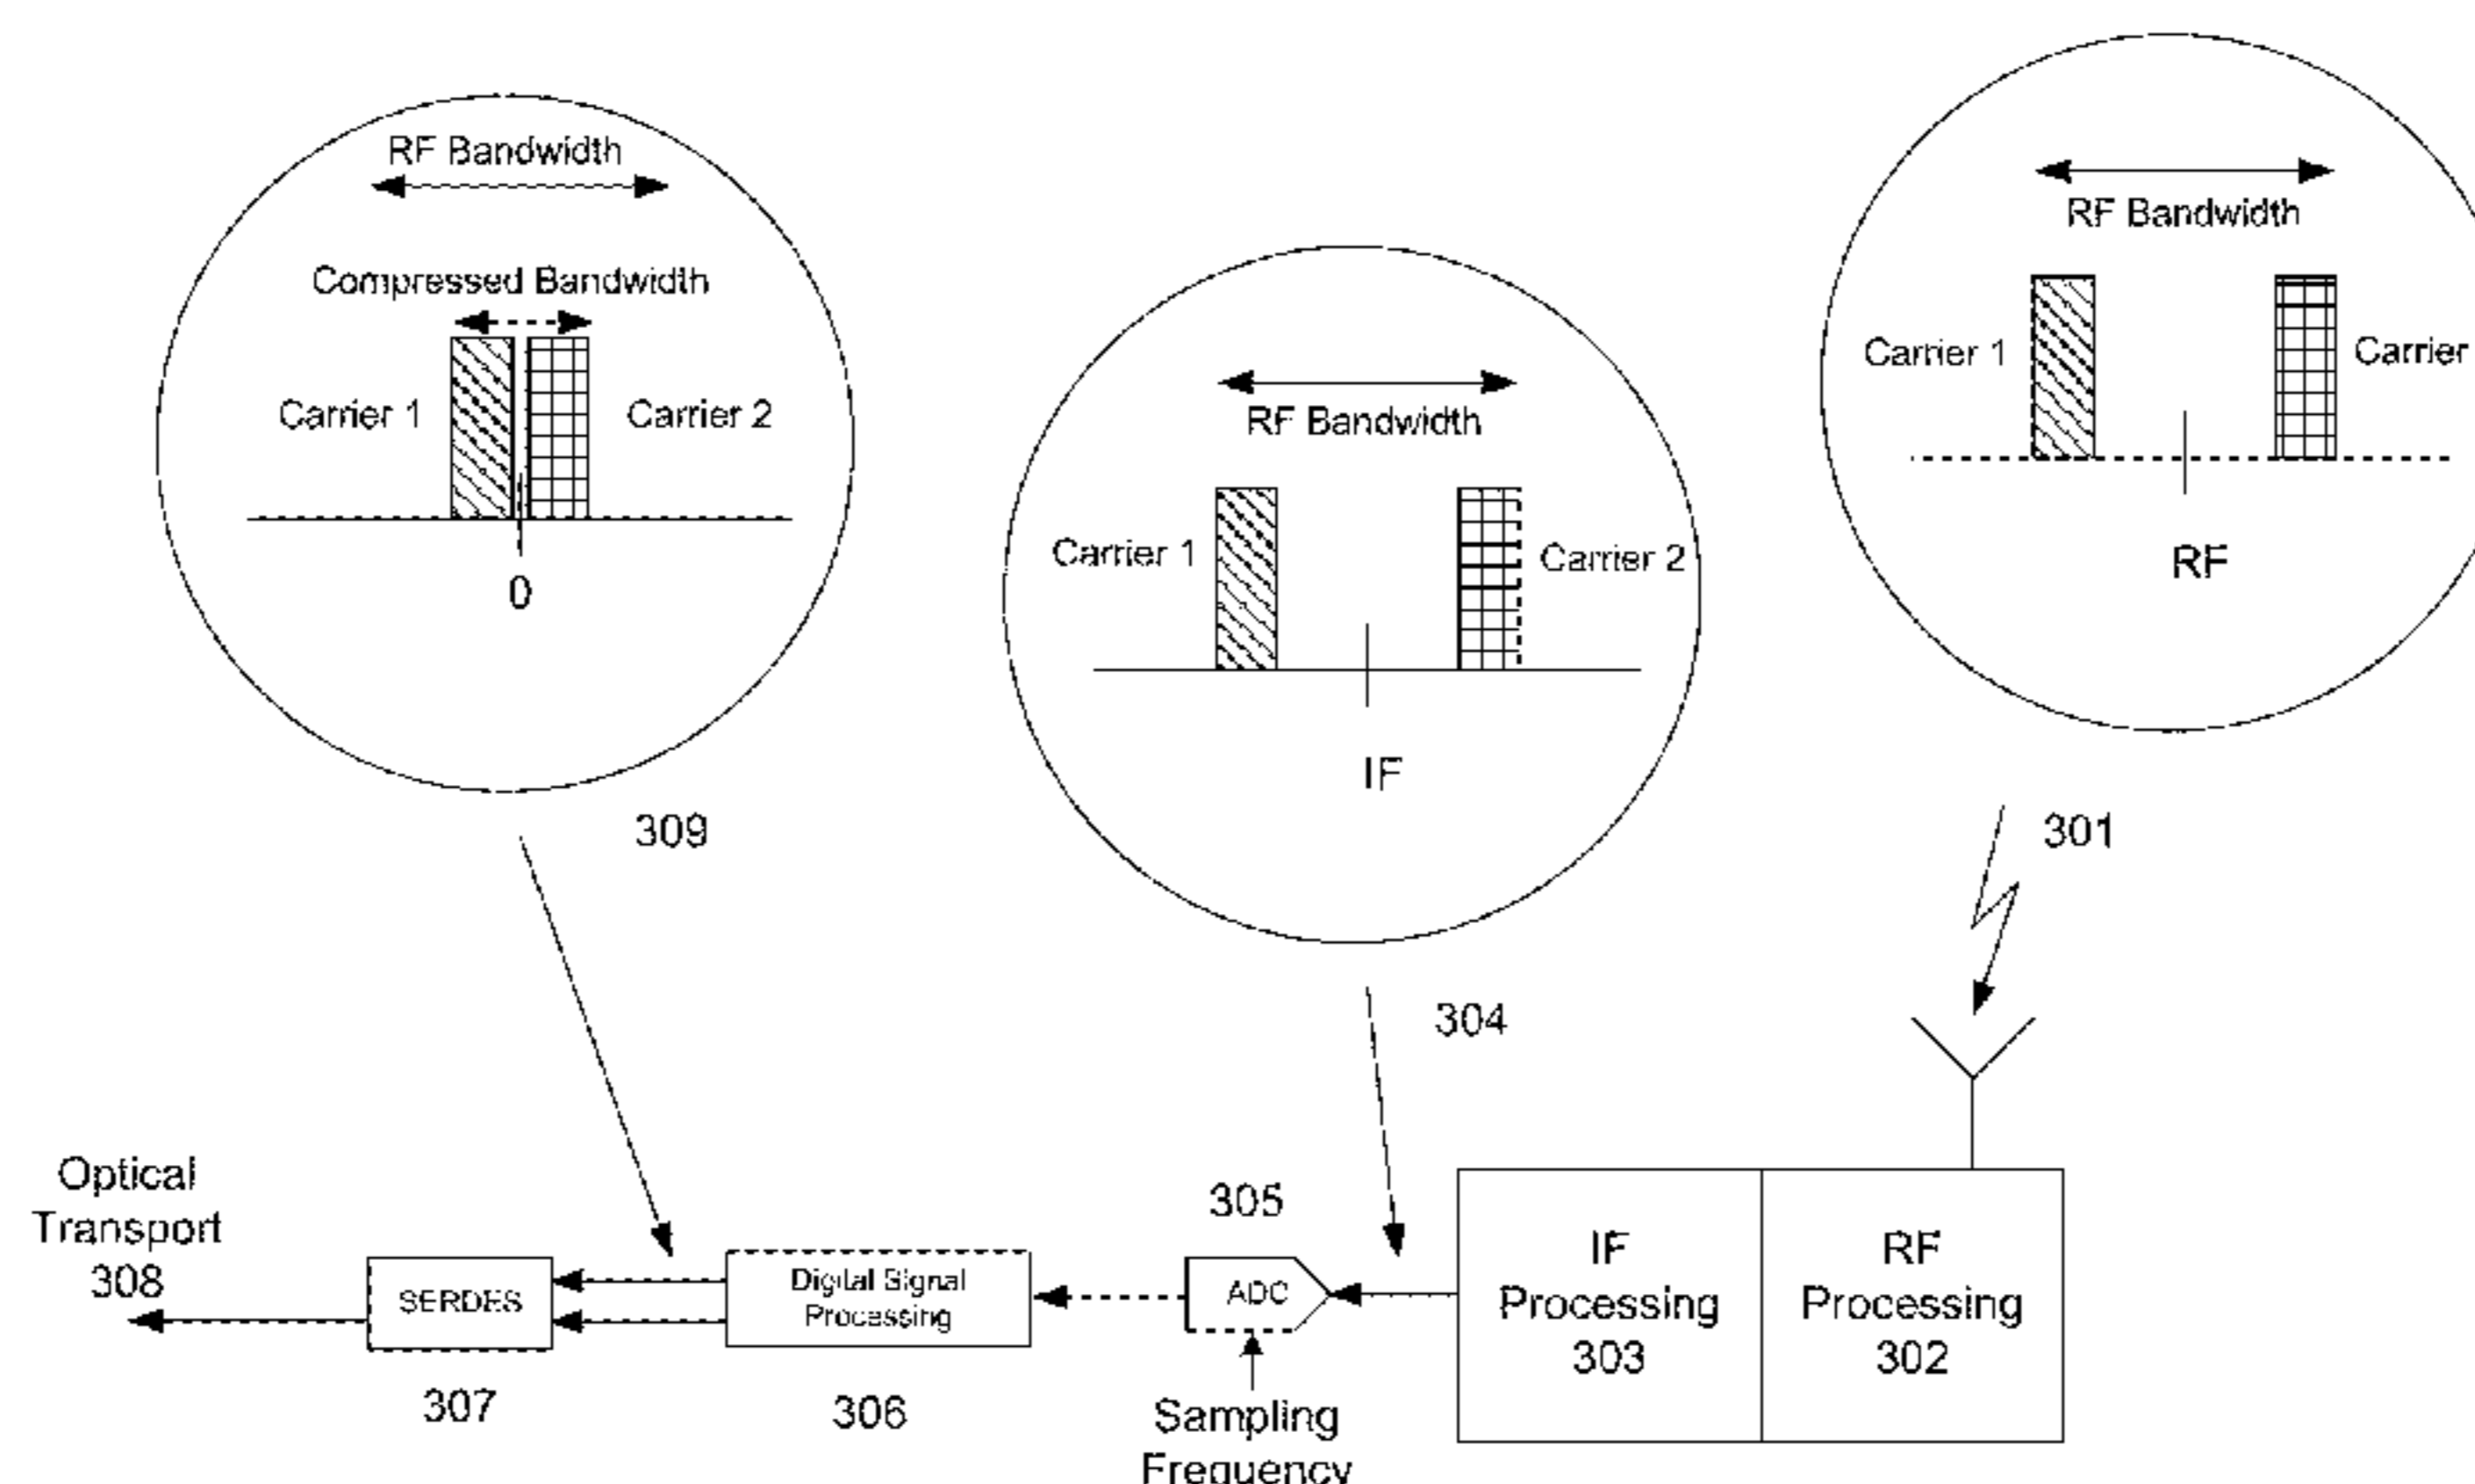 RF Bandwidth
Compressed Bandwidth
Carrier 1
Carrier 2
0
309
RF Bandwidth
Carrier 1
Carrier 2
IF
304
RF Bandwidth
Carrier 1
Carrier
RF
301
Optical
Transport
308
SERDES
307
Digital Signal
Processing
306
305
ADC
Sampling
Frequency
IF
Processing
303
RF
Processing
302